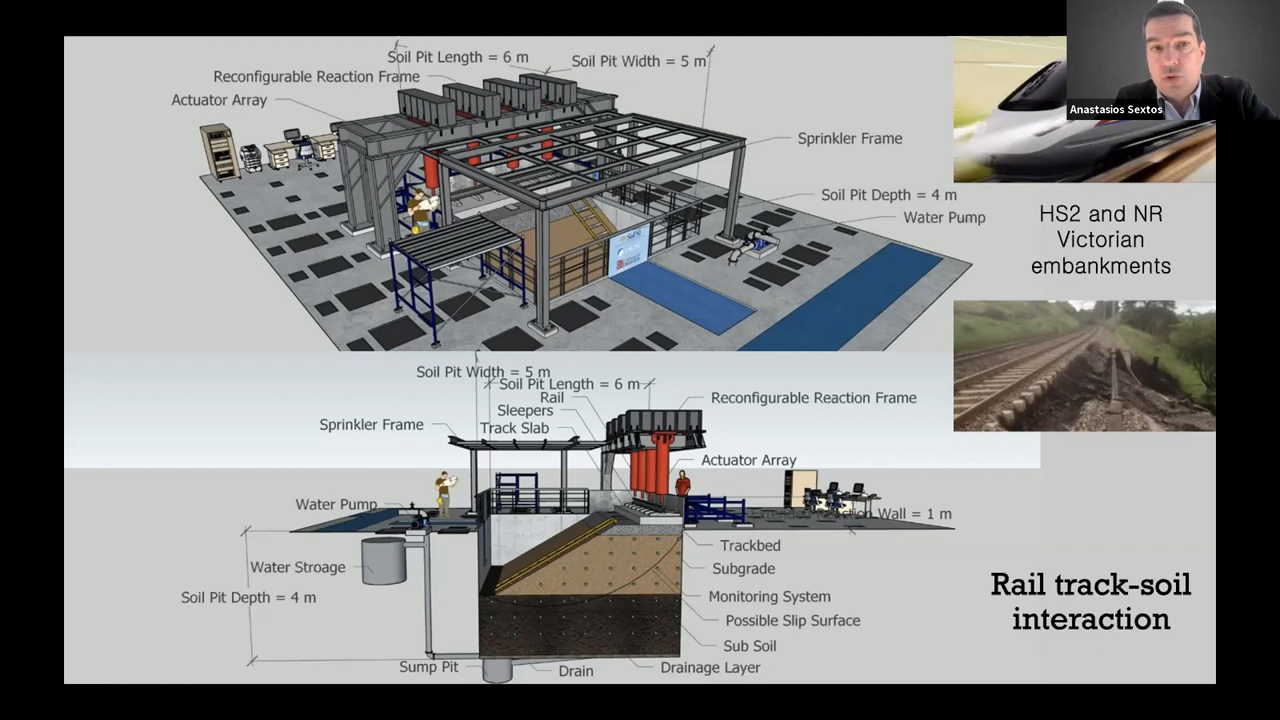 Soil Pit Length = 6 m
Soil Pit Width = 5 m
Reconfigurable Reaction Frame
Actuator Array
Sprinkler Frame
Soil Pit Depth = 4 m
Water Pump
Anastasios Sextos
HS2 and NR
Victorian
embankments
Soil Pit Width = 5 m
Soil Pit Length = 6 m
Rail
Sleepers
Track Slab
Reconfigurable Reaction Frame
Sprinkler Frame
Actuator Array
Water Pump
Wall = 1 m
Trackbed
Water Stroage
Subgrade
Soil Pit Depth = 4 m
Monitoring System
Possible Slip Surface
Sub Soil
Sump Pit
Drain
Drainage Layer
Rail track-soil
interaction